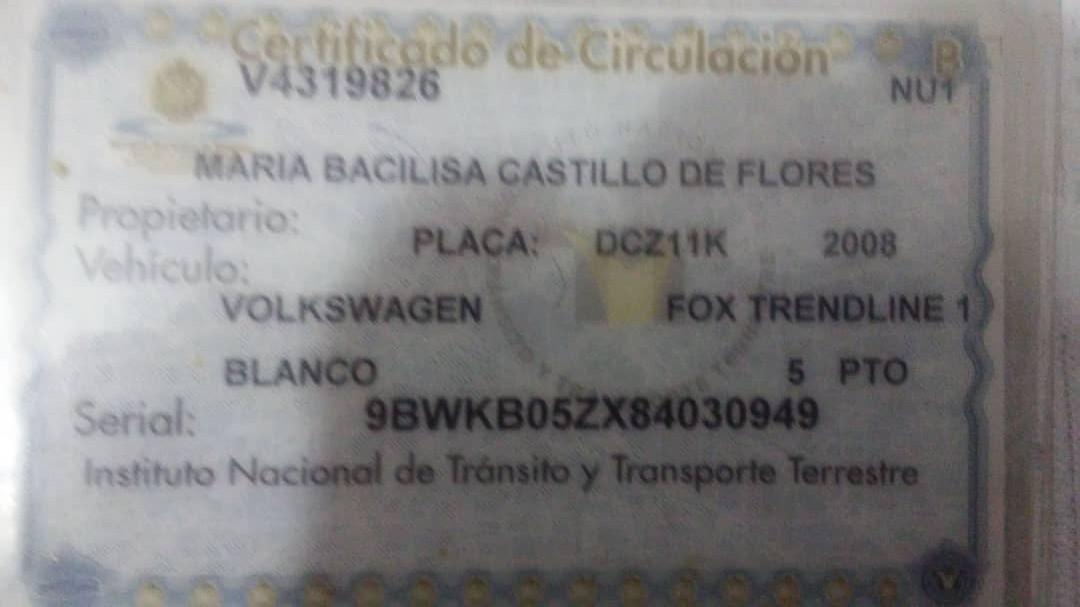 Certificado de Circulación B
V4319826 NU1
MARIA BACILISA CASTILLO DE FLORES
Propietario:
PLACA: DCZ11K 2008
Vehículo:
VOLKSWAGEN FOX TRENDLINE 1
BLANCO 5 PTO
Serial: 9BWKB05ZX84030949
Instituto Nacional de Tránsito y Transporte Terrestre